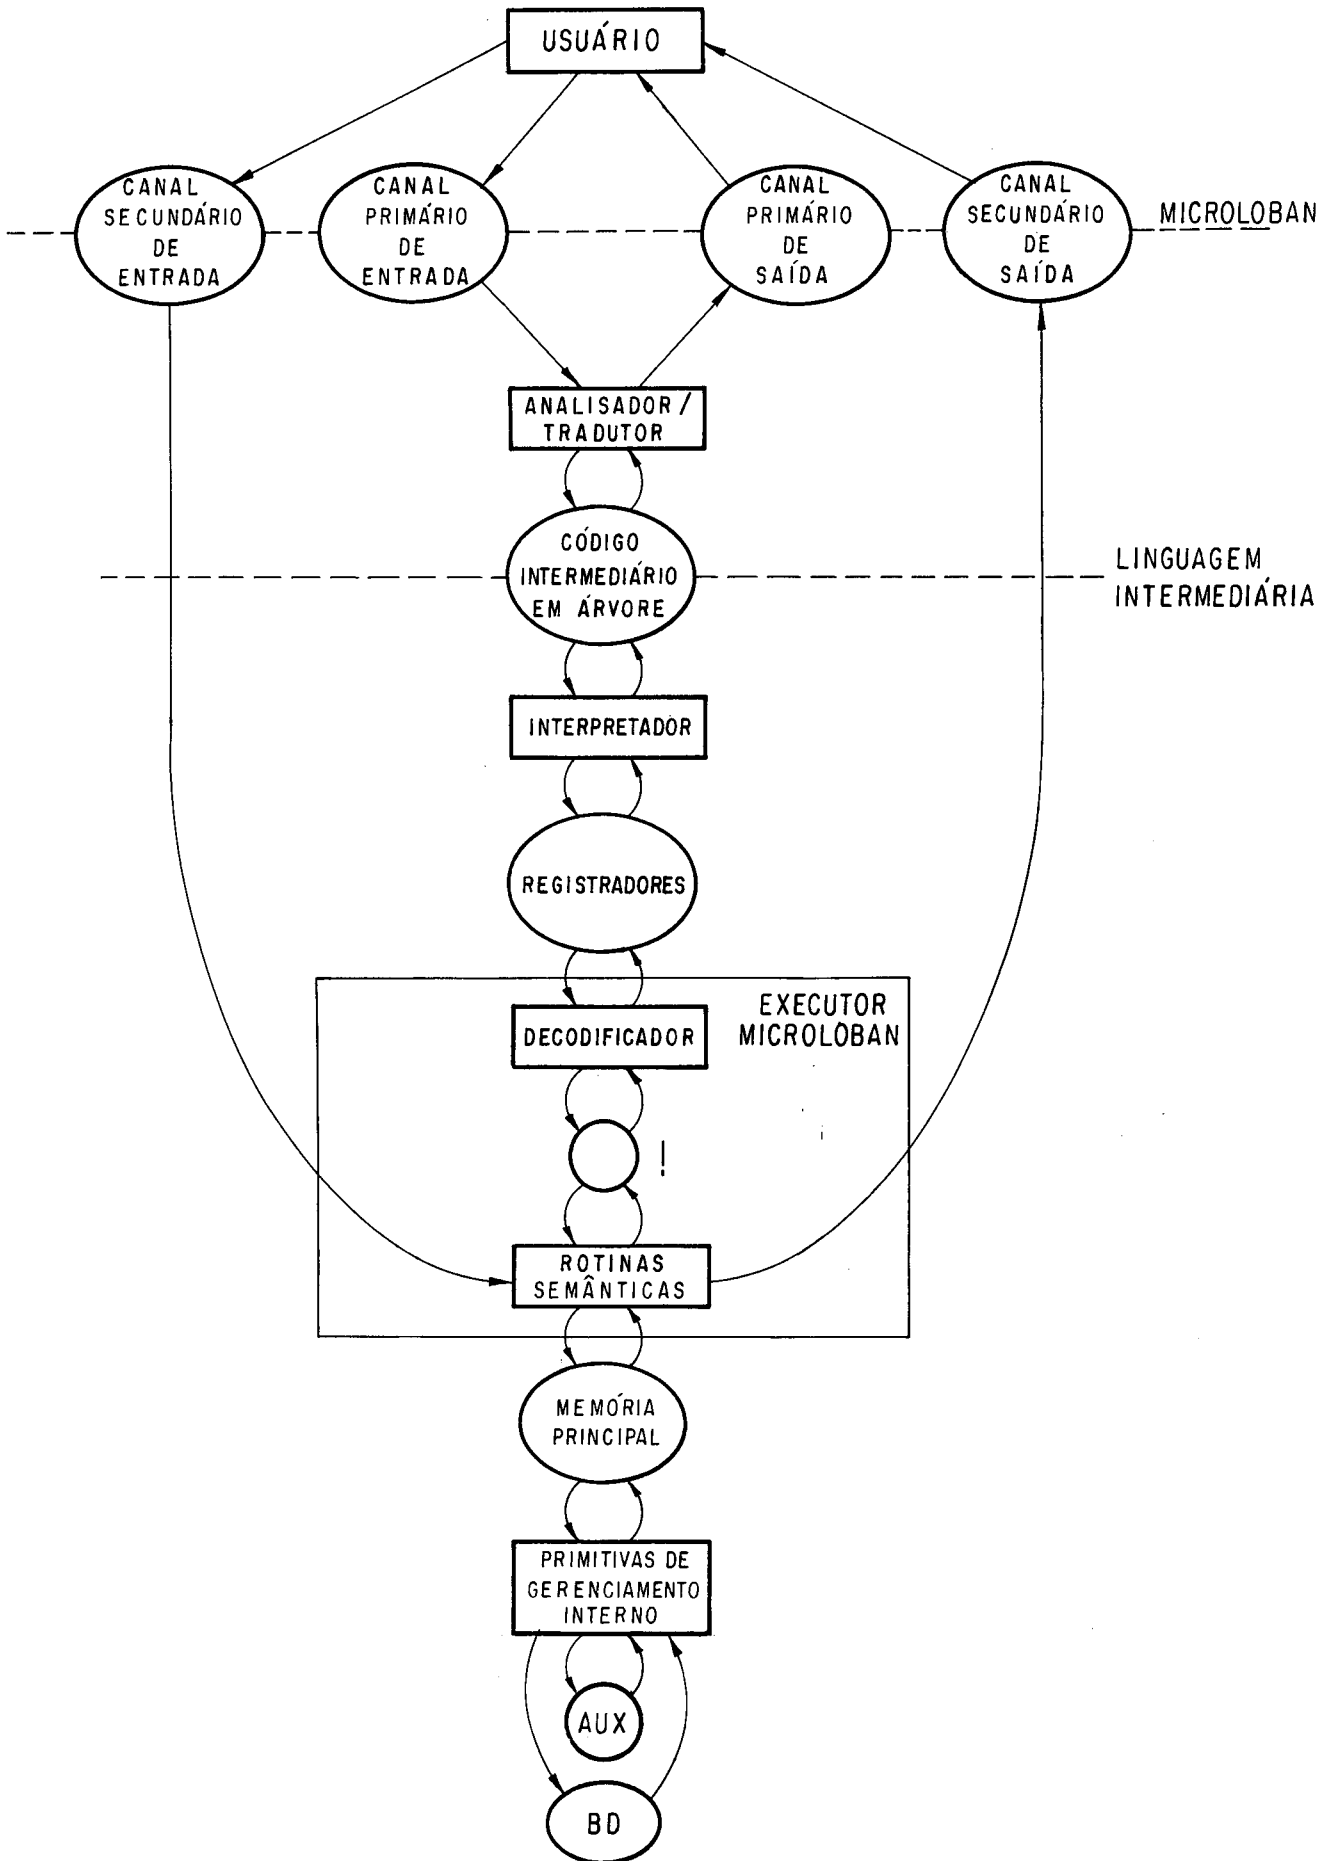 USUÁRIO
CANAL
SECUNDÁRIO
DE
ENTRADA
CANAL
PRIMÁRIO
DE
ENTRADA
CANAL
PRIMÁRIO
DE
SAÍDA
CANAL
SECUNDÁRIO
DE
SAÍDA
MICROLOBAN
ANALISADOR /
TRADUTOR
CÓDIGO
INTERMEDIÁRIO
EM ÁRVORE
LINGUAGEM
INTERMEDIÁRIA
INTERPRETADOR
REGISTRADORES
EXECUTOR
MICROLOBAN
DECODIFICADOR
!
ROTINAS
SEMÂNTICAS
MEMÓRIA
PRINCIPAL
PRIMITIVAS DE
GERENCIAMENTO
INTERNO
AUX
BD